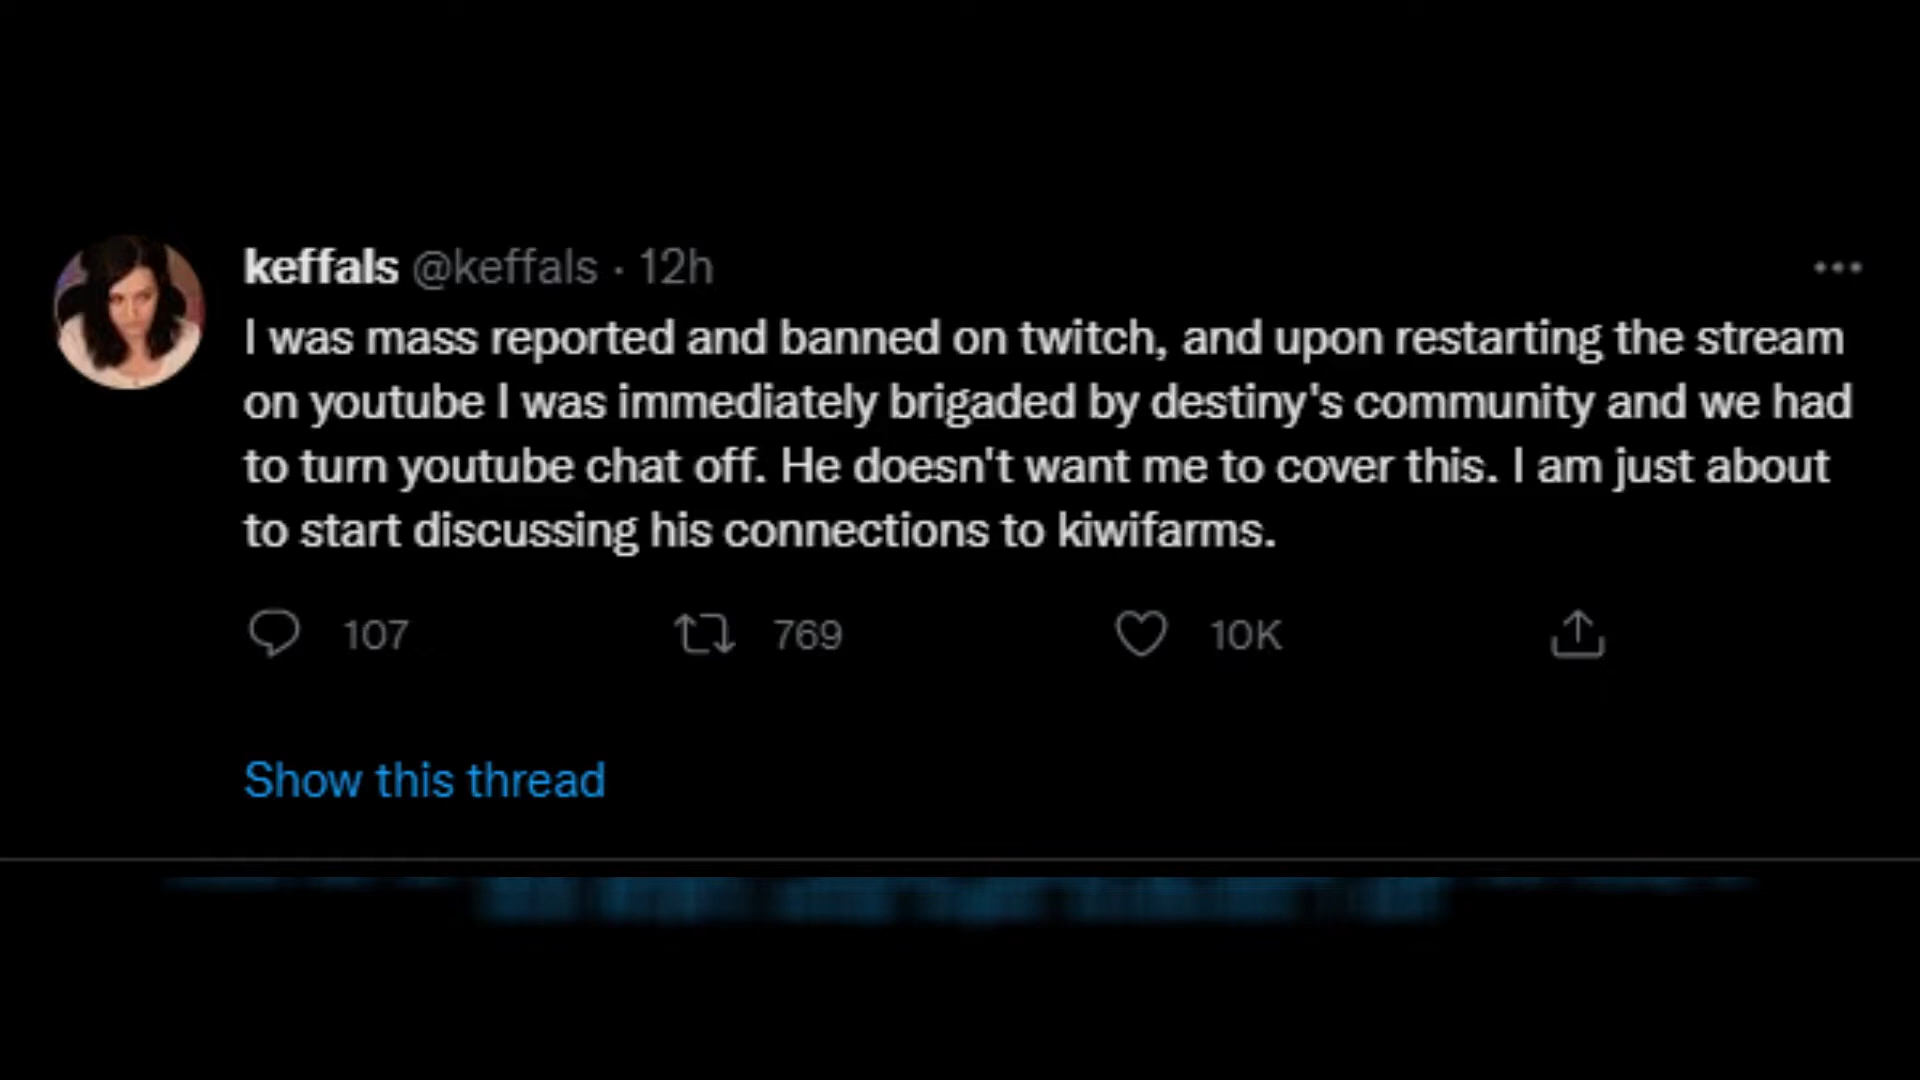 keffals @keffals · 12h
I was mass reported and banned on twitch, and upon restarting the stream
on youtube I was immediately brigaded by destiny's community and we had
to turn youtube chat off. He doesn't want me to cover this. I am just about
to start discussing his connections to kiwifarms.
107 769 10K
Show this thread